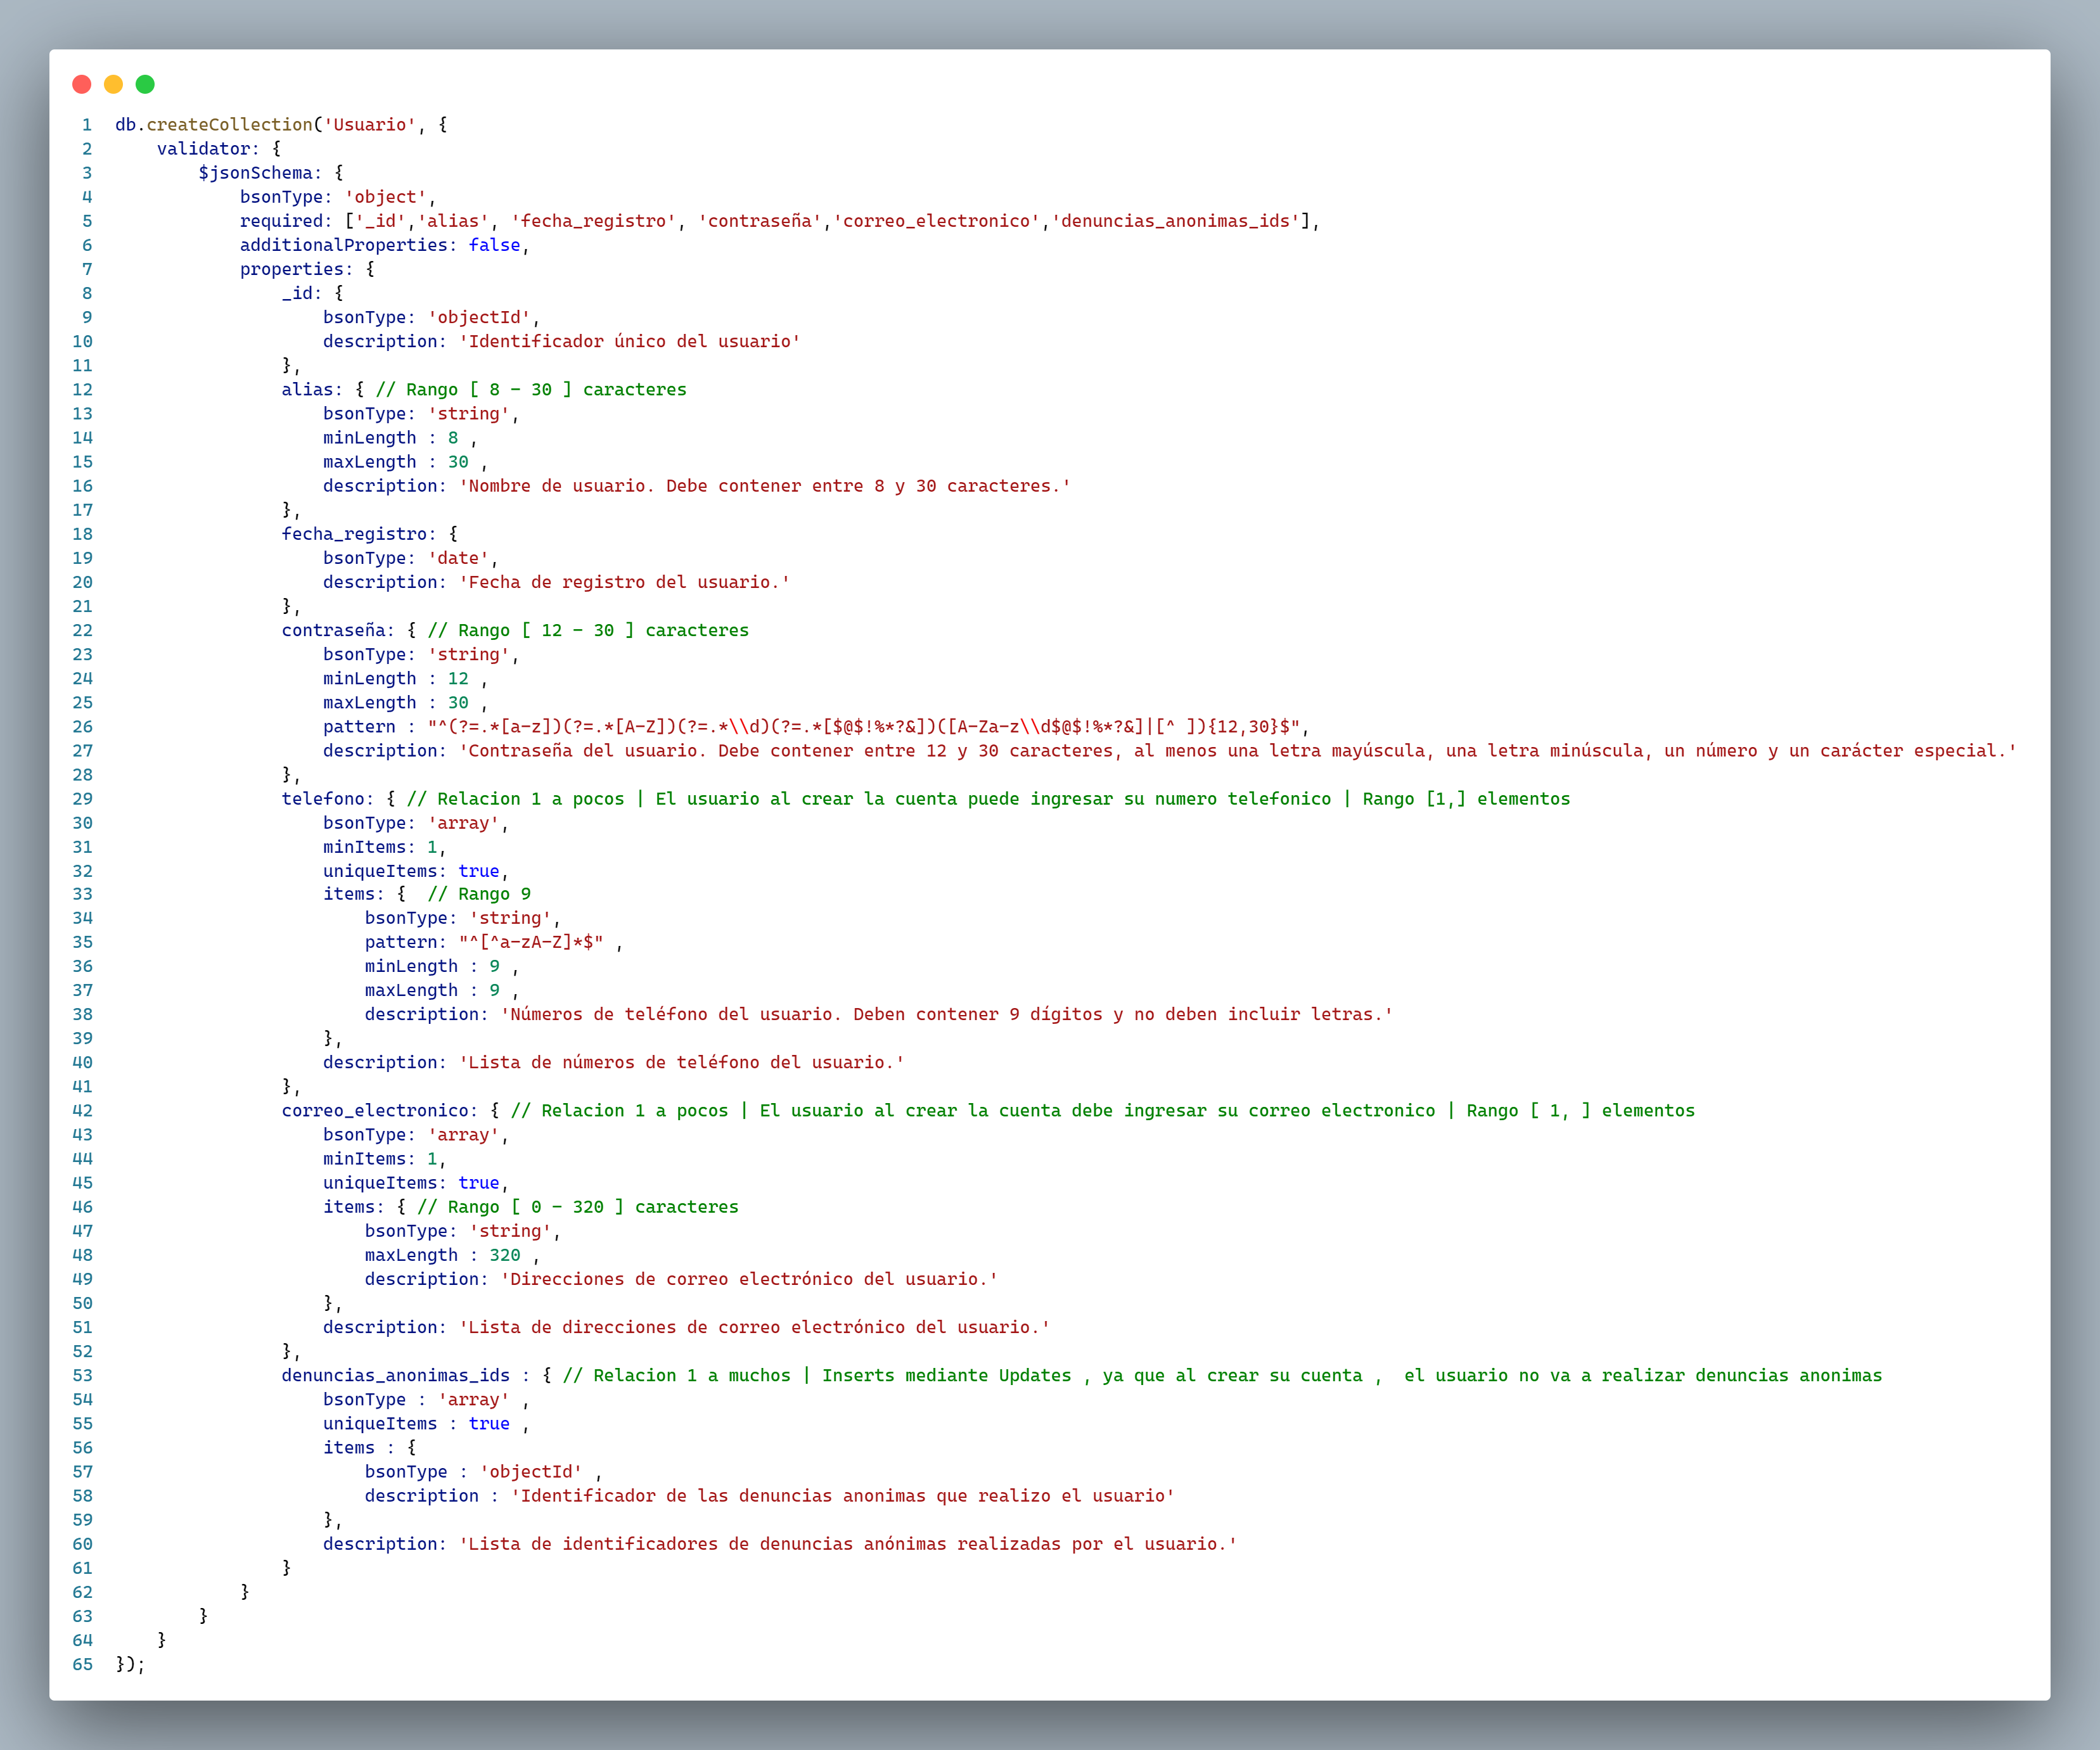 1 db.createCollection('Usuario', {
2     validator: {
3         $jsonSchema: {
4             bsonType: 'object',
5             required: ['_id','alias', 'fecha_registro', 'contraseña','correo_electronico','denuncias_anonimas_ids'],
6             additionalProperties: false,
7             properties: {
8                 _id: {
9                     bsonType: 'objectId',
10                     description: 'Identificador único del usuario'
11                 },
12                 alias: { // Rango [ 8 - 30 ] caracteres
13                     bsonType: 'string',
14                     minLength : 8 ,
15                     maxLength : 30 ,
16                     description: 'Nombre de usuario. Debe contener entre 8 y 30 caracteres.'
17                 },
18                 fecha_registro: {
19                     bsonType: 'date',
20                     description: 'Fecha de registro del usuario.'
21                 },
22                 contraseña: { // Rango [ 12 - 30 ] caracteres
23                     bsonType: 'string',
24                     minLength : 12 ,
25                     maxLength : 30 ,
26                     pattern : "^(?=.*[a-z])(?=.*[A-Z])(?=.*\\d)(?=.*[$@$!%*?&])([A-Za-z\\d$@$!%*?&]|[^ ]){12,30}$",
27                     description: 'Contraseña del usuario. Debe contener entre 12 y 30 caracteres, al menos una letra mayúscula, una letra minúscula, un número y un carácter especial.'
28                 },
29                 telefono: { // Relacion 1 a pocos | El usuario al crear la cuenta puede ingresar su numero telefonico | Rango [1,] elementos
30                     bsonType: 'array',
31                     minItems: 1,
32                     uniqueItems: true,
33                     items: {  // Rango 9
34                         bsonType: 'string',
35                         pattern: "^[^a-zA-Z]*$" ,
36                         minLength : 9 ,
37                         maxLength : 9 ,
38                         description: 'Números de teléfono del usuario. Deben contener 9 dígitos y no deben incluir letras.'
39                     },
40                     description: 'Lista de números de teléfono del usuario.'
41                 },
42                 correo_electronico: { // Relacion 1 a pocos | El usuario al crear la cuenta debe ingresar su correo electronico | Rango [ 1, ] elementos
43                     bsonType: 'array',
44                     minItems: 1,
45                     uniqueItems: true,
46                     items: { // Rango [ 0 - 320 ] caracteres
47                         bsonType: 'string',
48                         maxLength : 320 ,
49                         description: 'Direcciones de correo electrónico del usuario.'
50                     },
51                     description: 'Lista de direcciones de correo electrónico del usuario.'
52                 },
53                 denuncias_anonimas_ids : { // Relacion 1 a muchos | Inserts mediante Updates , ya que al crear su cuenta ,  el usuario no va a realizar denuncias anonimas
54                     bsonType : 'array' ,
55                     uniqueItems : true ,
56                     items : {
57                         bsonType : 'objectId' ,
58                         description : 'Identificador de las denuncias anonimas que realizo el usuario'
59                     },
60                     description: 'Lista de identificadores de denuncias anónimas realizadas por el usuario.'
61                 }
62             }
63         }
64     }
65 });